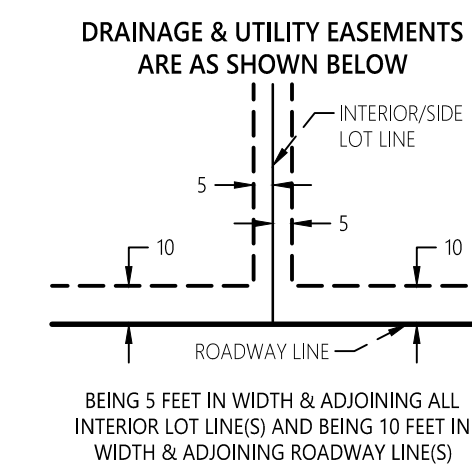 DRAINAGE & UTILITY EASEMENTS
ARE AS SHOWN BELOW
INTERIOR/SIDE
LOT LINE
5
5
10
10
ROADWAY LINE
BEING 5 FEET IN WIDTH & ADJOINING ALL
INTERIOR LOT LINE(S) AND BEING 10 FEET IN
WIDTH & ADJOINING ROADWAY LINE(S)